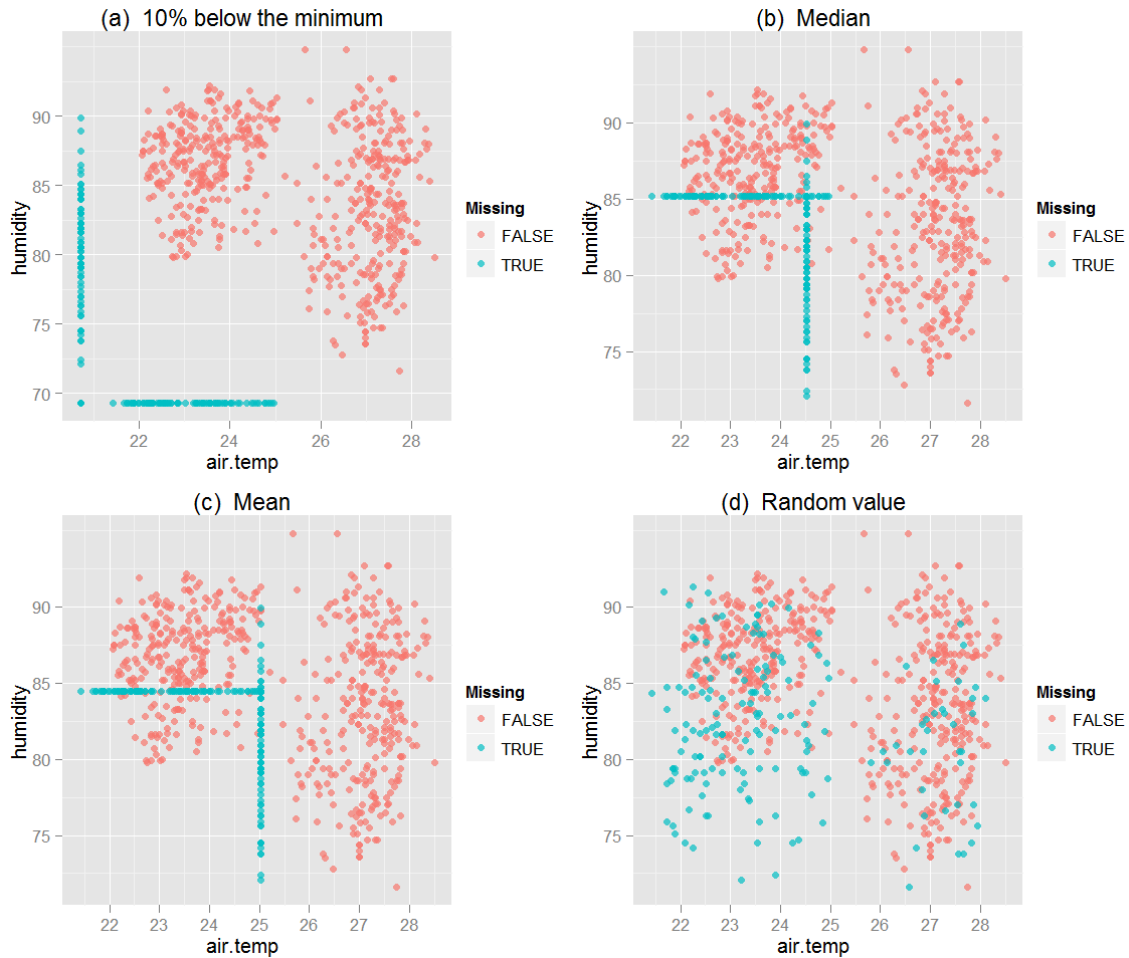 (a) 10% below the minimum
90
85
80
75
70
humidity
22 24 26 28
air.temp
Missing
FALSE
TRUE
(b) Median
90
85
80
75
humidity
22 23 24 25 26 27 28
air.temp
Missing
FALSE
TRUE
(c) Mean
90
85
80
75
humidity
22 23 24 25 26 27 28
air.temp
Missing
FALSE
TRUE
(d) Random value
90
85
80
75
humidity
22 23 24 25 26 27 28
air.temp
Missing
FALSE
TRUE